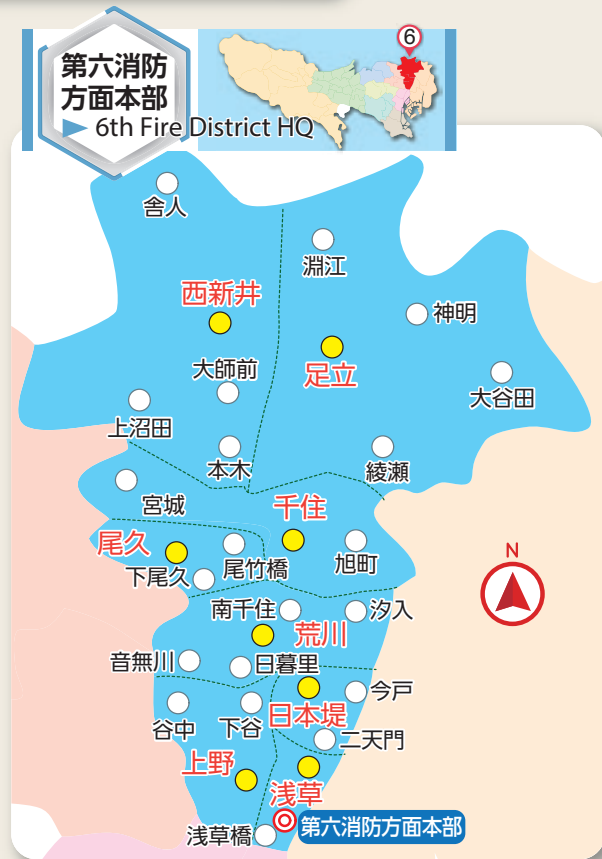 第六消防
方面本部
6th Fire District HQ
6
舎人
淵江
西新井
神明
足立
大師前
大谷田
上沼田
本木
綾瀬
宮城
千住
尾久
尾竹橋
旭町
下尾久
南千住
汐入
荒川
音無川
日暮里
今戸
谷中
下谷
日本堤
二天門
上野
浅草
浅草橋
第六消防方面本部
N